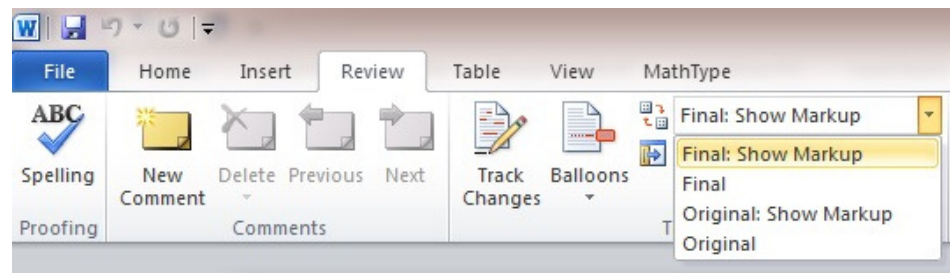 W
File Home Insert Review Table View MathType
ABC Final: Show Markup
Final: Show Markup
Spelling New Delete Previous Next Track Balloons
Final
Comment Changes
Original: Show Markup
Proofing Comments T
Original